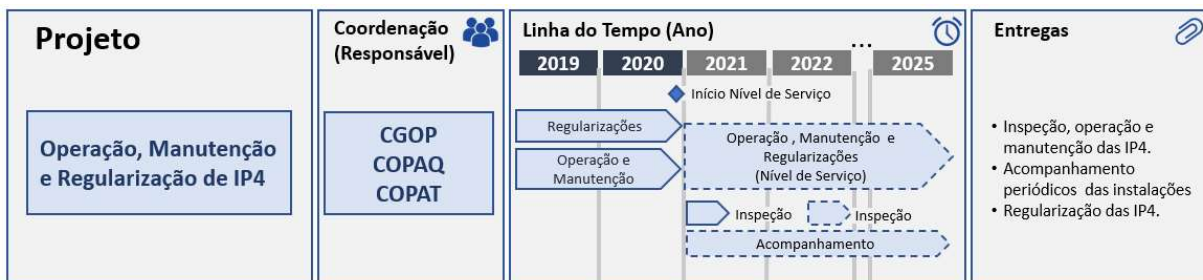 Projeto
Operação, Manutenção
e Regularização de IP4
Coordenação
(Responsável)
CGOP
COPAQ
COPAT
Linha do Tempo (Ano)
2019 2020 2021 2022 ... 2025
Início Nível de Serviço
Regularizações
Operação e
Manutenção
Operação , Manutenção e
Regularizações
(Nível de Serviço)
Inspeção Inspeção
Acompanhamento
Entregas
• Inspeção, operação e
manutenção das IP4.
• Acompanhamento
periódicos das instalações
• Regularização das IP4.